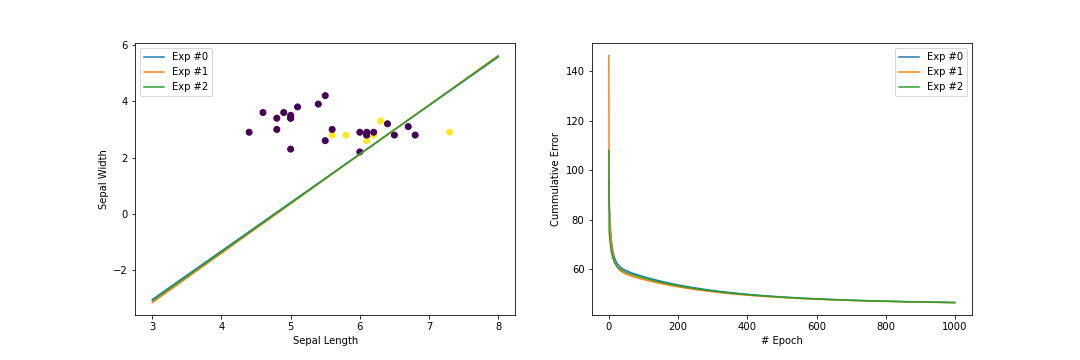 Exp #0
Exp #1
Exp #2
6
4
2
0
−2
Sepal Width
3 4 5 6 7 8
Sepal Length
Exp #0
Exp #1
Exp #2
140
120
100
80
60
Cummulative Error
0 200 400 600 800 1000
# Epoch